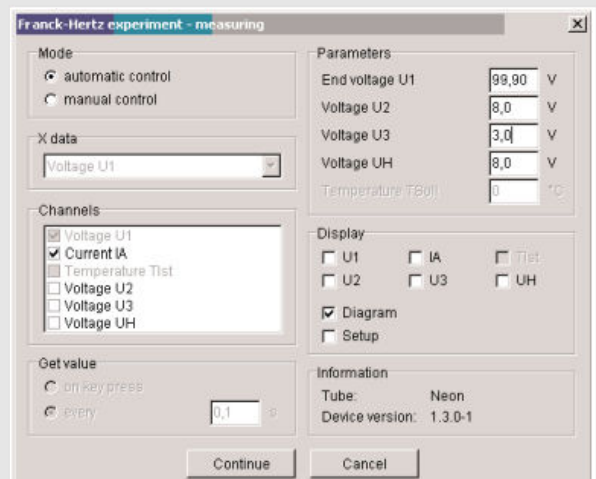 Franck-Hertz experiment - measuring
Mode
automatic control
manual control
X data
Voltage U1
Channels
Voltage U1
Current IA
Temperature TIst
Voltage U2
Voltage U3
Voltage UH
Get value
on key press
every 0,1 s
Parameters
End voltage U1 99,90 V
Voltage U2 8,0 V
Voltage U3 3,0 V
Voltage UH 8,0 V
Temperature TSoll 0 °C
Display
U1 IA TIst
U2 U3 UH
Diagram
Setup
Information
Tube: Neon
Device version: 1.3.0-1
Continue Cancel